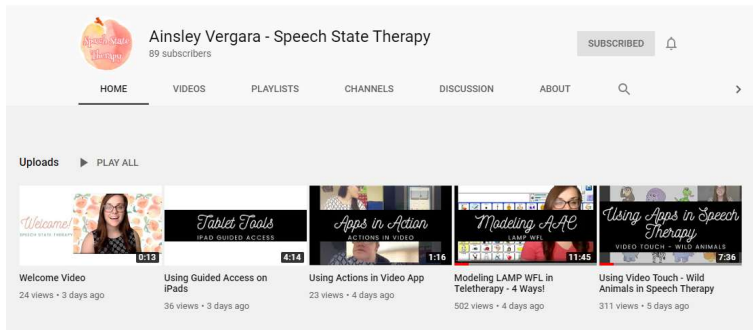 Speech State
Therapy
Ainsley Vergara - Speech State Therapy
89 subscribers
SUBSCRIBED
HOME VIDEOS PLAYLISTS CHANNELS DISCUSSION ABOUT
Uploads PLAY ALL
Welcome!
SPEECH STATE THERAPY
0:13
Tablet Tools
IPAD GUIDED ACCESS
4:14
Apps in Action
ACTIONS IN VIDEO
1:16
Modeling AAC
LAMP WFL
11:45
Using Apps in Speech
Therapy
VIDEO TOUCH - WILD ANIMALS
7:36
Welcome Video
24 views • 3 days ago
Using Guided Access on
iPads
36 views • 3 days ago
Using Actions in Video App
23 views • 4 days ago
Modeling LAMP WFL in
Teletherapy - 4 Ways!
502 views • 4 days ago
Using Video Touch - Wild
Animals in Speech Therapy
311 views • 5 days ago